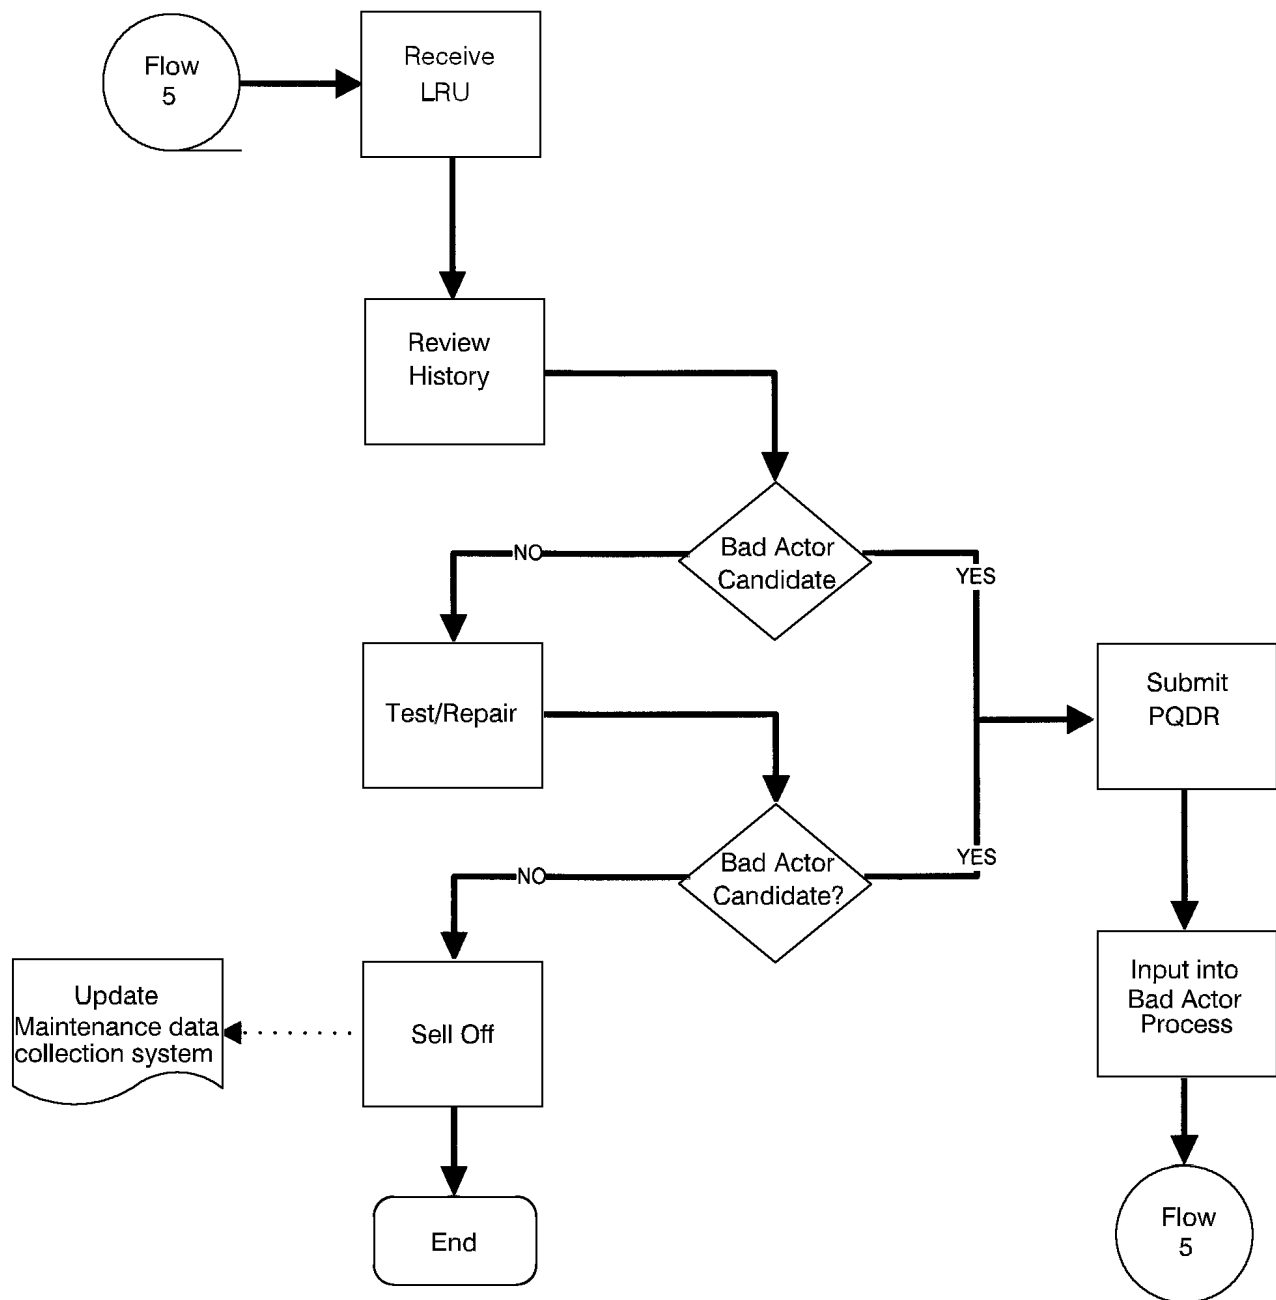 Flow
5
Receive
LRU
Review
History
Bad Actor
Candidate
NO
YES
Test/Repair
Submit
PQDR
Bad Actor
Candidate?
NO
YES
Update
Maintenance data
collection system
Sell Off
Input into
Bad Actor
Process
End
Flow
5